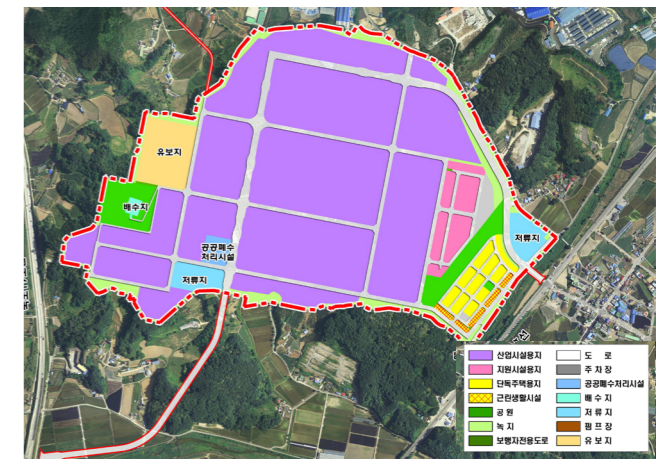 유보지
배수지
공공폐수
처리시설
저류지
저류지
산업시설용지
도 로
지원시설용지
주 차 장
단독주택용지
공공폐수처리시설
근린생활시설
배 수 지
공 원
저 류 지
녹 지
펌 프 장
보행자전용도로
유 보 지